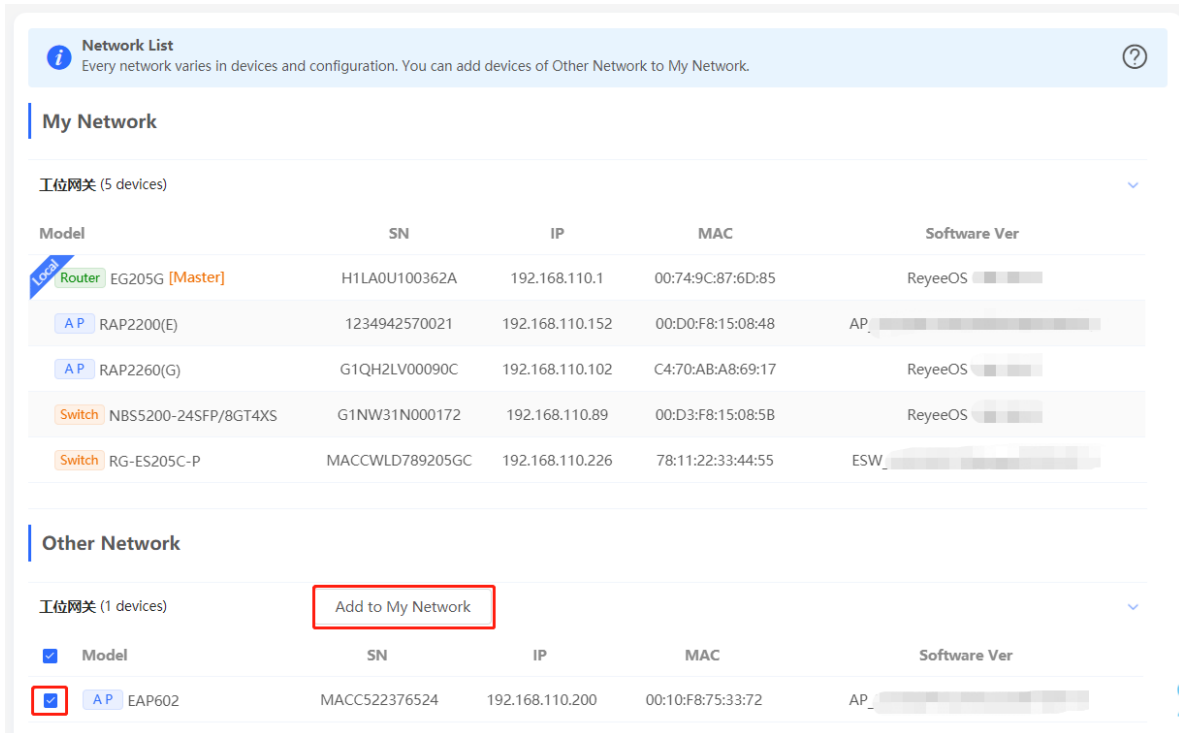 Network List
Every network varies in devices and configuration. You can add devices of Other Network to My Network.
My Network
工位网关 (5 devices)
Model SN IP MAC Software Ver
Local Router EG205G [Master] H1LA0U100362A 192.168.110.1 00:74:9C:87:6D:85 ReyeeOS
AP RAP2200(E) 1234942570021 192.168.110.152 00:D0:F8:15:08:48 AP_
AP RAP2260(G) G1QH2LV00090C 192.168.110.102 C4:70:AB:A8:69:17 ReyeeOS
Switch NBS5200-24SFP/8GT4XS G1NW31N000172 192.168.110.89 00:D3:F8:15:08:5B ReyeeOS
Switch RG-ES205C-P MACCWLD789205GC 192.168.110.226 78:11:22:33:44:55 ESW_
Other Network
工位网关 (1 devices) Add to My Network
Model SN IP MAC Software Ver
AP EAP602 MACC522376524 192.168.110.200 00:10:F8:75:33:72 AP_